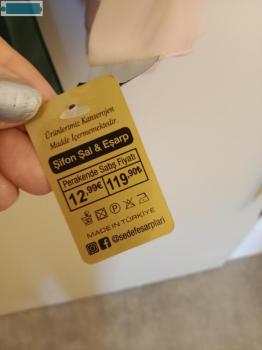 Ürünlerimiz Kanserojen
Madde İçermemektedir.
Şifon Şal & Eşarp
Perakende Satış Fiyatı
12,99€ 119,90₺
MADE IN TÜRKİYE
@sedefesarplari